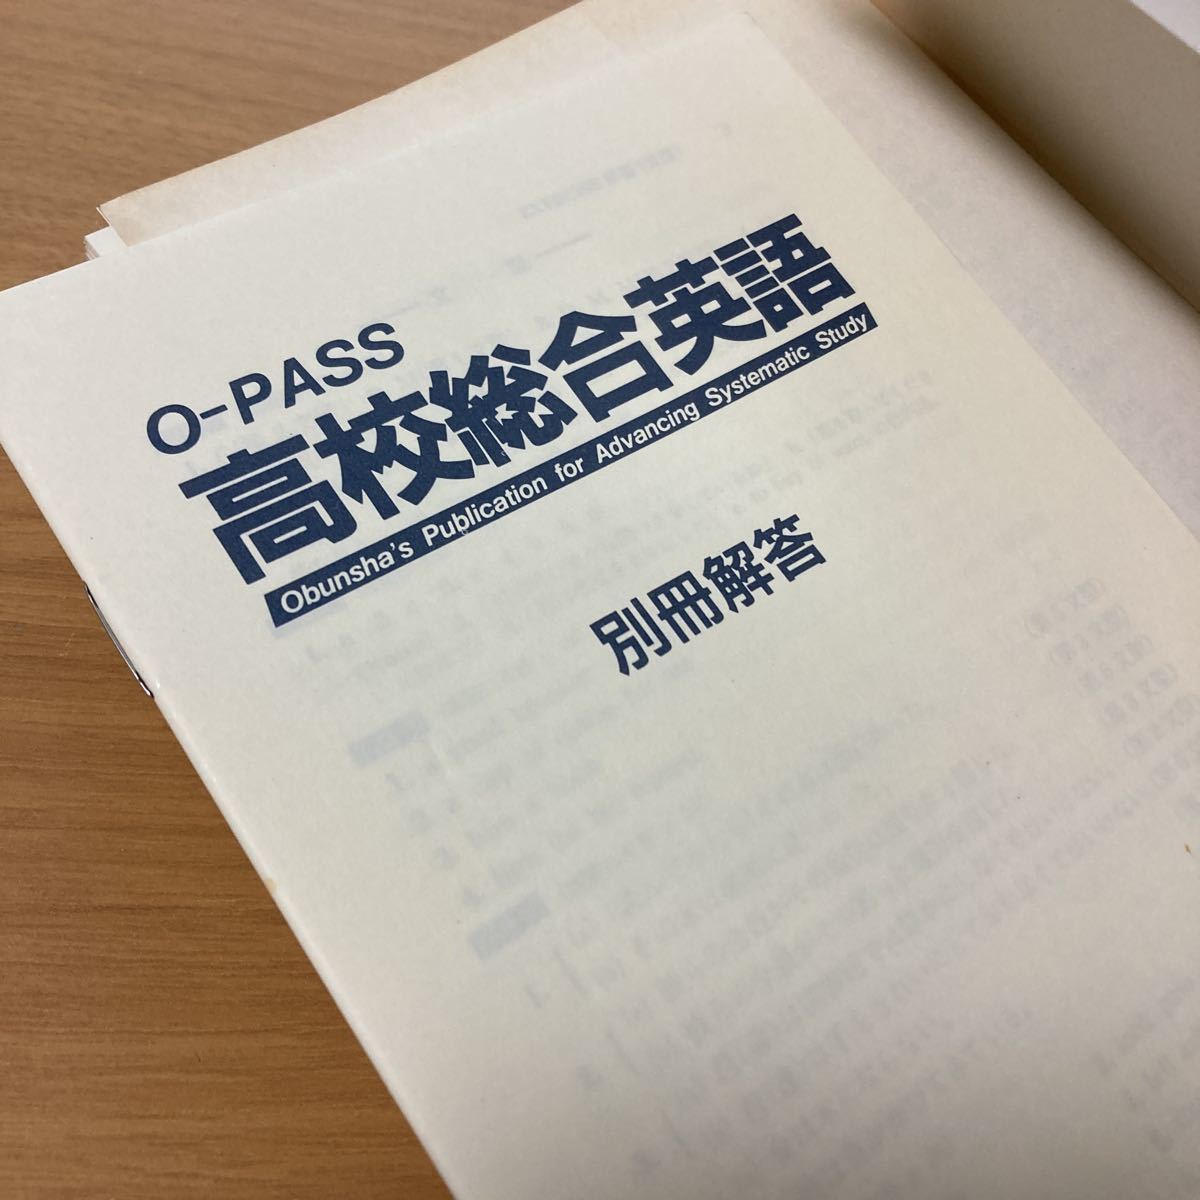 O-PASS
高校総合英語
Obunsha's Publication for Advancing Systematic Study
別冊解答